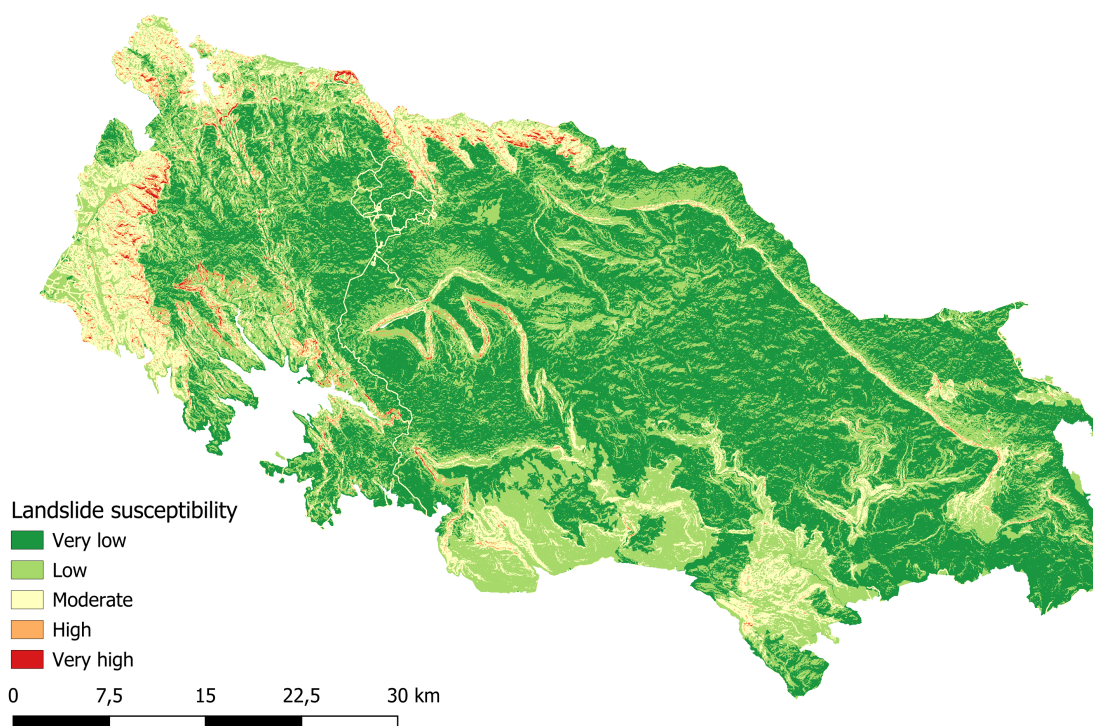 Landslide susceptibility
Very low
Low
Moderate
High
Very high
0 7,5 15 22,5 30 km